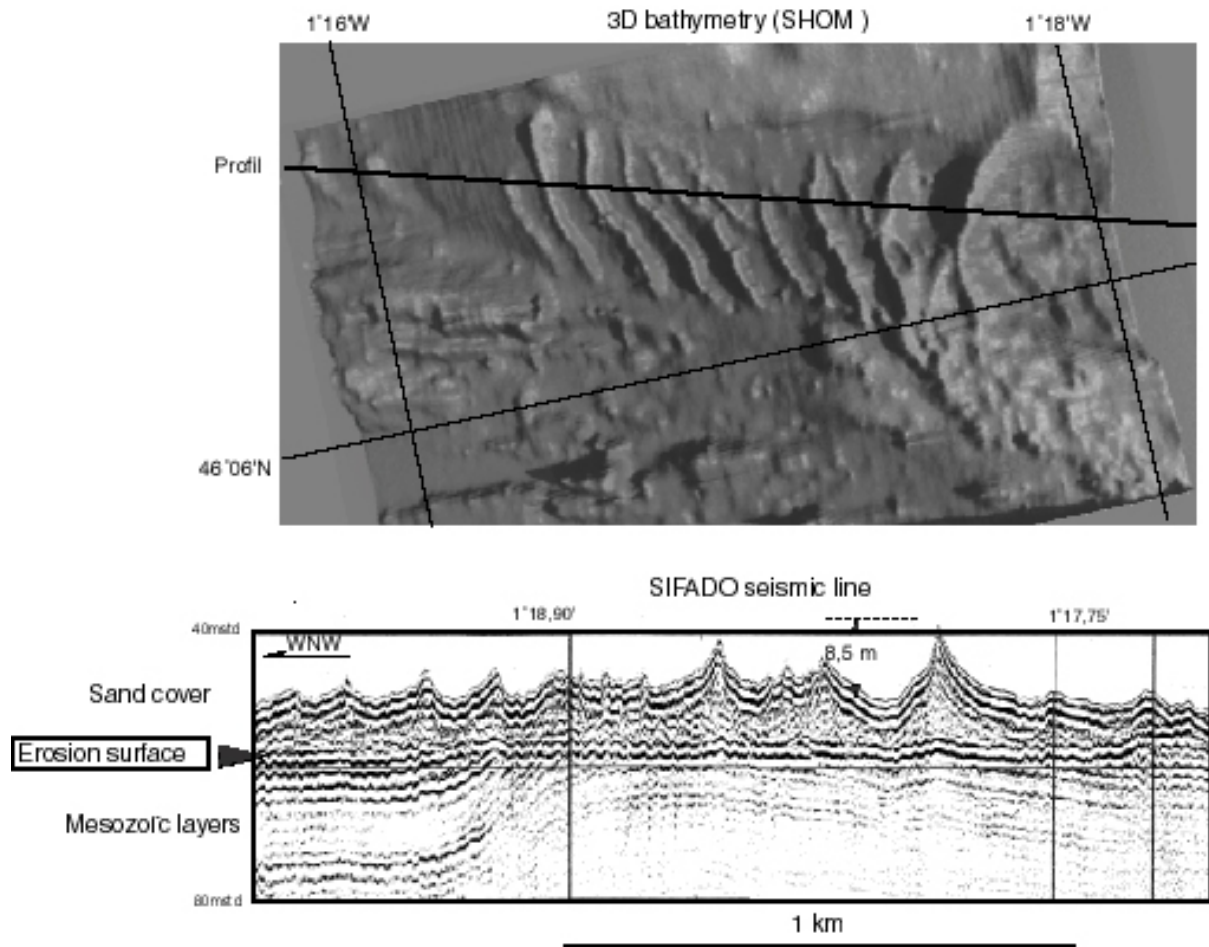 1°16'W
3D bathymetry (SHOM )
1°18'W
Profil
46°06'N
SIFADO seismic line
1°18,90'
1°17,75'
40mstd
WNW
8,5 m
Sand cover
Erosion surface
Mesozoïc layers
80mstd
1 km